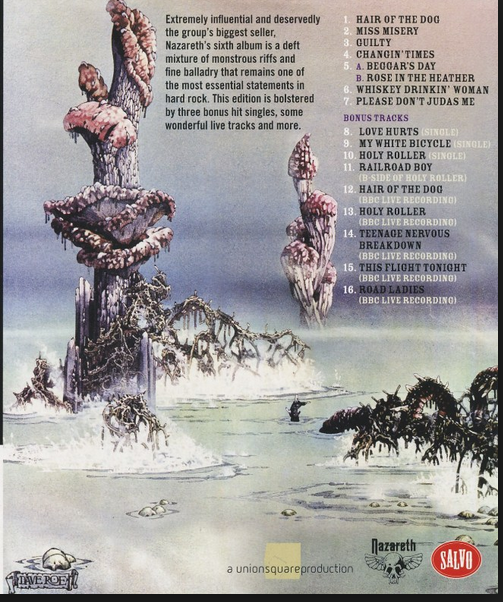 Extremely influential and deservedly
the group's biggest seller,
Nazareth's sixth album is a deft
mixture of monstrous riffs and
fine balladry that remains one of
the most essential statements in
hard rock. This edition is bolstered
by three bonus hit singles, some
wonderful live tracks and more.
1. HAIR OF THE DOG
2. MISS MISERY
3. GUILTY
4. CHANGIN' TIMES
5. A. BEGGAR'S DAY
B. ROSE IN THE HEATHER
6. WHISKEY DRINKIN' WOMAN
7. PLEASE DON'T JUDAS ME
BONUS TRACKS
8. LOVE HURTS (SINGLE)
9. MY WHITE BICYCLE (SINGLE)
10. HOLY ROLLER (SINGLE)
11. RAILROAD BOY
(B-SIDE OF HOLY ROLLER)
12. HAIR OF THE DOG
(BBC LIVE RECORDING)
13. HOLY ROLLER
(BBC LIVE RECORDING)
14. TEENAGE NERVOUS
BREAKDOWN
(BBC LIVE RECORDING)
15. THIS FLIGHT TONIGHT
(BBC LIVE RECORDING)
16. ROAD LADIES
(BBC LIVE RECORDING)
DAVE ROE
a unionsquareproduction
Nazareth
SALVO